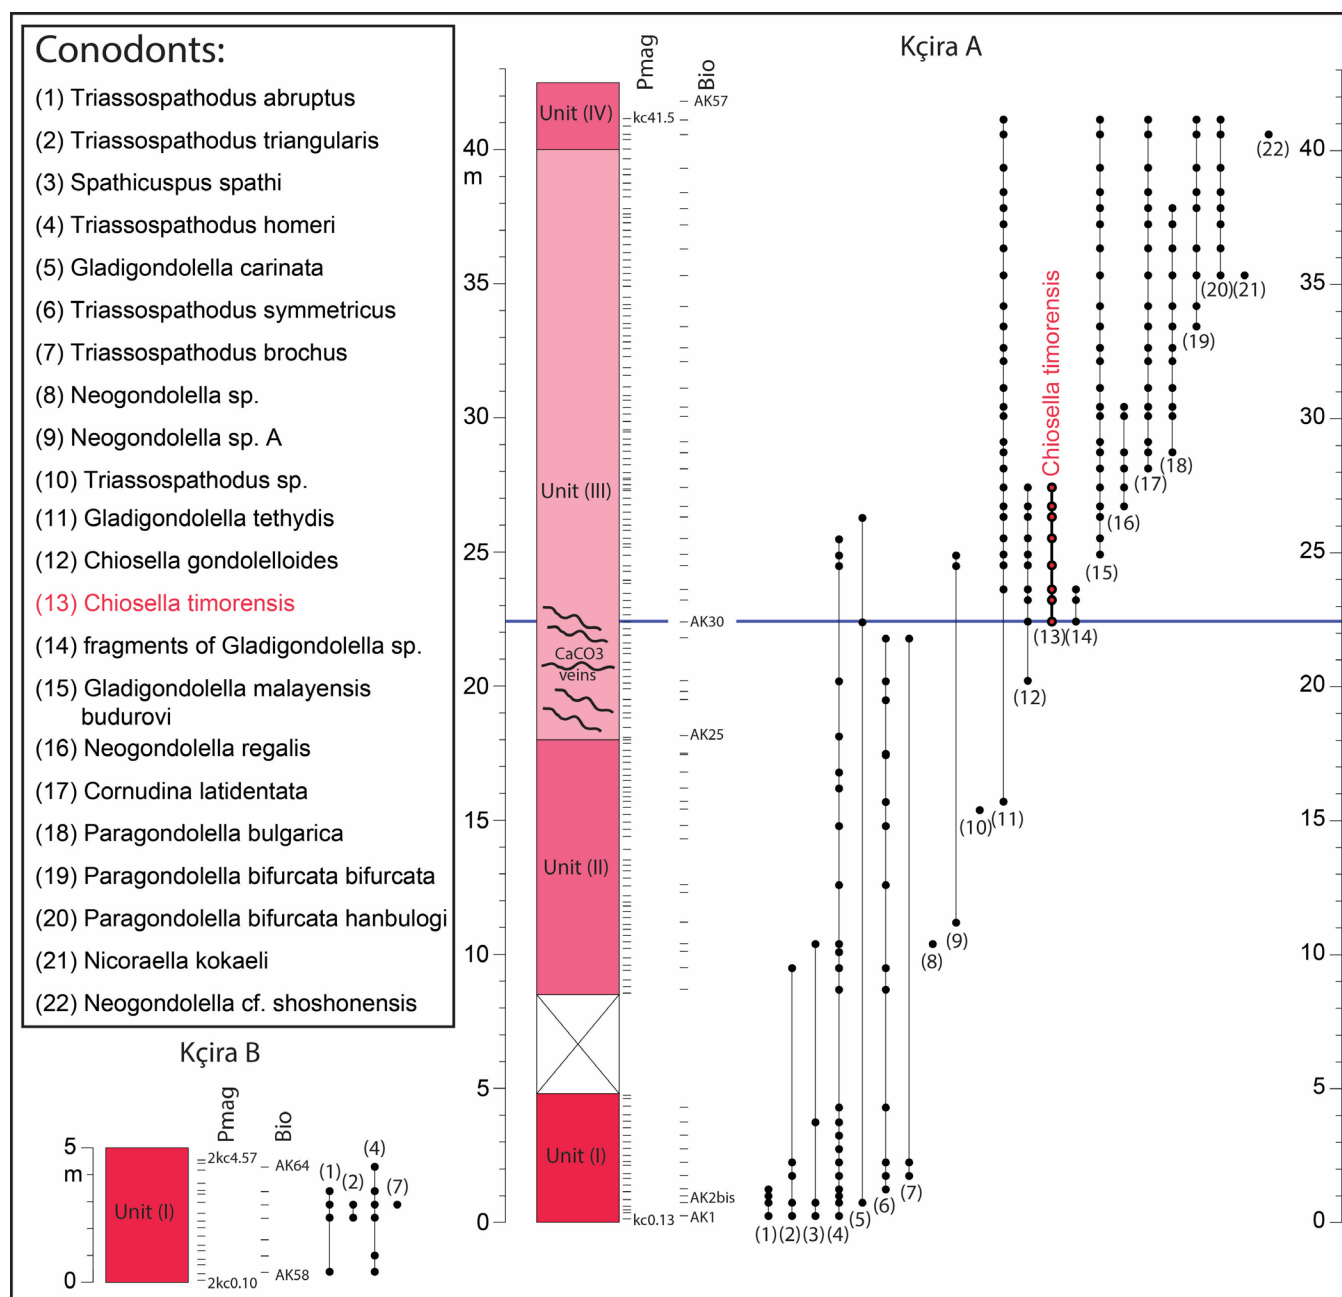 Conodonts:
(1) Triassospathodus abruptus
(2) Triassospathodus triangularis
(3) Spathicuspus spathi
(4) Triassospathodus homeri
(5) Gladigondolella carinata
(6) Triassospathodus symmetricus
(7) Triassospathodus brochus
(8) Neogondolella sp.
(9) Neogondolella sp. A
(10) Triassospathodus sp.
(11) Gladigondolella tethydis
(12) Chiosella gondolelloides
(13) Chiosella timorensis
(14) fragments of Gladigondolella sp.
(15) Gladigondolella malayensis
budurovi
(16) Neogondolella regalis
(17) Cornudina latidentata
(18) Paragondolella bulgarica
(19) Paragondolella bifurcata bifurcata
(20) Paragondolella bifurcata hanbulogi
(21) Nicoraella kokaeli
(22) Neogondolella cf. shoshonensis
Kçira A
Pmag
Bio
40
m
35
30
25
20
15
10
5
0
Unit (IV)
Unit (III)
CaCO3
veins
Unit (II)
Unit (I)
kc41.5
kc0.13
AK57
AK30
AK25
AK2bis
AK1
(1)
(2)
(3)
(4)
(5)
(6)
(7)
(8)
(9)
(10)
(11)
(12)
(13)
(14)
(15)
(16)
(17)
(18)
(19)
(20)
(21)
(22)
Chiosella timorensis
40
35
30
25
20
15
10
5
0
Kçira B
Pmag
Bio
5
m
0
Unit (I)
2kc4.57
2kc0.10
AK64
AK58
(1)
(2)
(4)
(7)